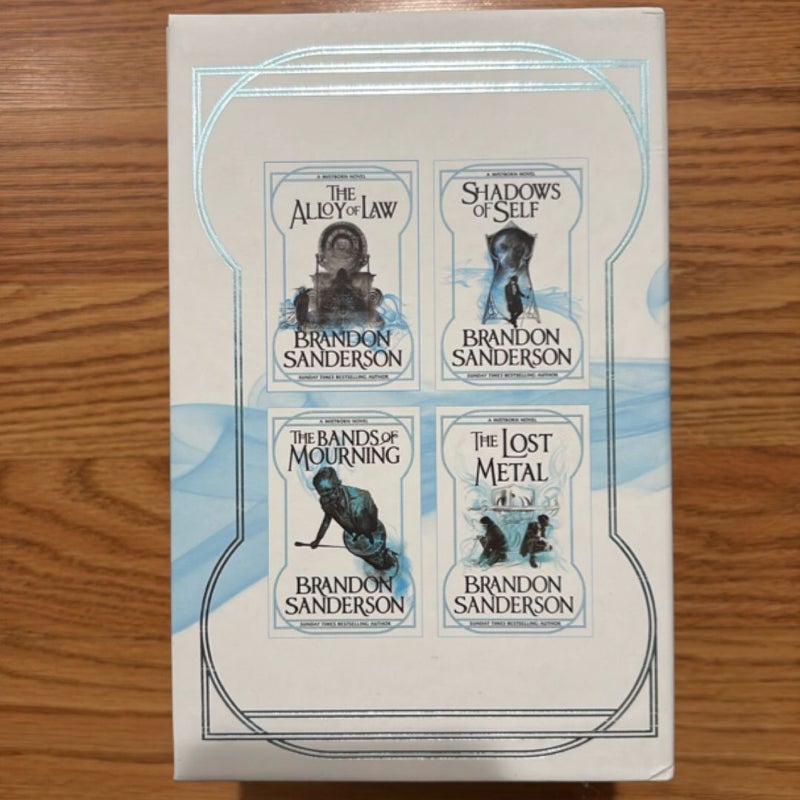 A MISTBORN NOVEL
THE
ALLOY OF LAW
BRANDON
SANDERSON
SUNDAY TIMES BESTSELLING AUTHOR
A MISTBORN NOVEL
SHADOWS
OF SELF
BRANDON
SANDERSON
SUNDAY TIMES BESTSELLING AUTHOR
A MISTBORN NOVEL
THE BANDS OF
MOURNING
BRANDON
SANDERSON
SUNDAY TIMES BESTSELLING AUTHOR
A MISTBORN NOVEL
THE LOST
METAL
BRANDON
SANDERSON
SUNDAY TIMES BESTSELLING AUTHOR